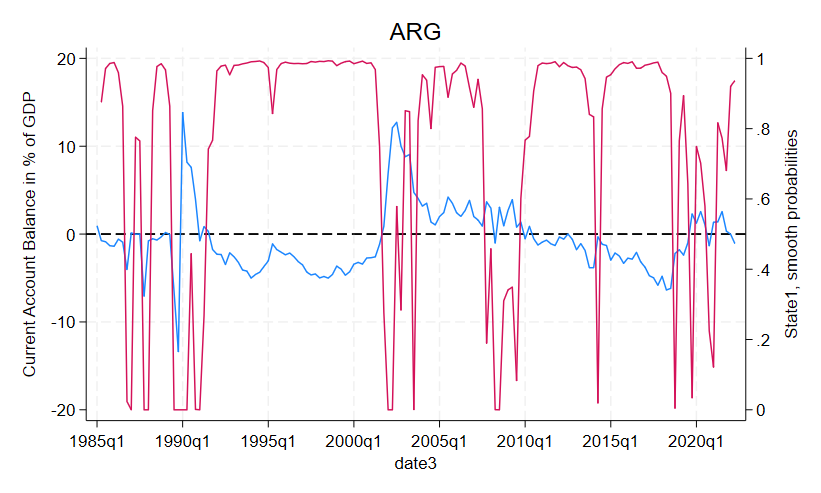 ARG
Current Account Balance in % of GDP
20
10
0
-10
-20
State1, smooth probabilities
1
.8
.6
.4
.2
0
1985q1 1990q1 1995q1 2000q1 2005q1 2010q1 2015q1 2020q1
date3